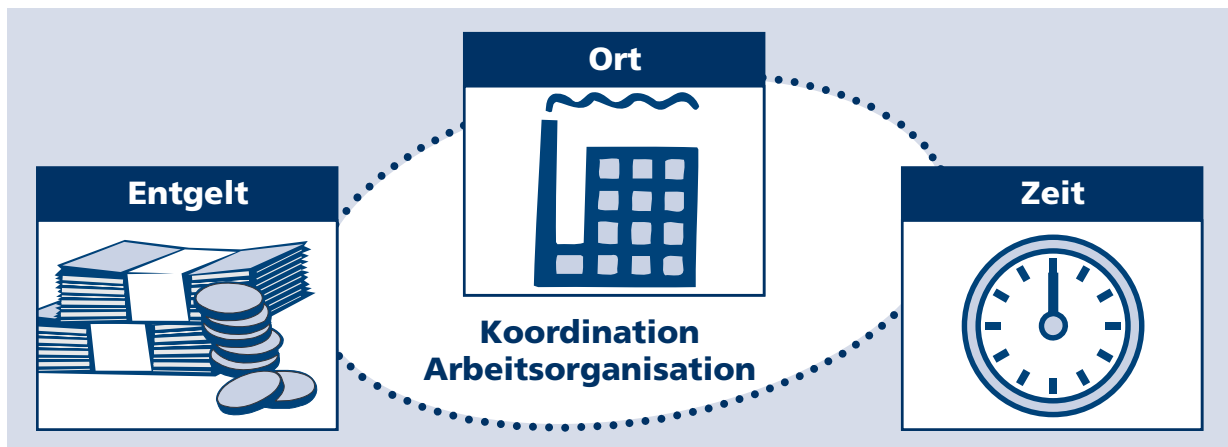 Ort
Entgelt
Zeit
Koordination
Arbeitsorganisation